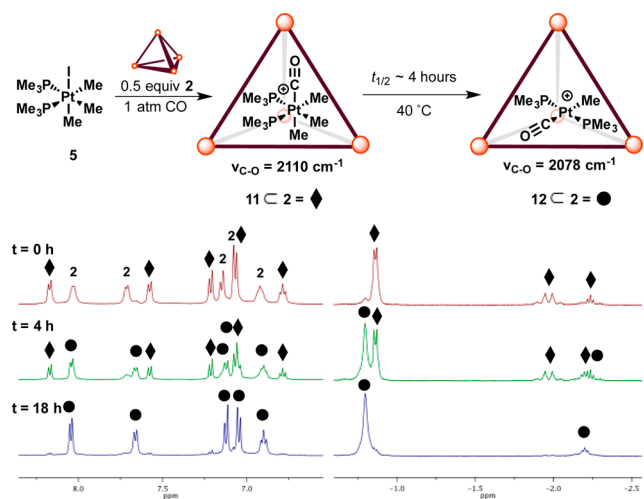 0.5 equiv 2
1 atm CO
I
Me3P Me
Pt
Me3P Me
Me
5
O
C
⊕
Me3P Me
Pt
Me3P Me
Me
νC-O = 2110 cm-1
11 ⊂ 2 = ♦
t1/2 ~ 4 hours
40 °C
⊕
Me3P Me
Pt
O≡C PMe3
νC-O = 2078 cm-1
12 ⊂ 2 = ●
t = 0 h
2 2 2 2 2
t = 4 h
t = 18 h
8.0 7.5 7.0 -1.0 -1.5 -2.0 -2.5
ppm ppm